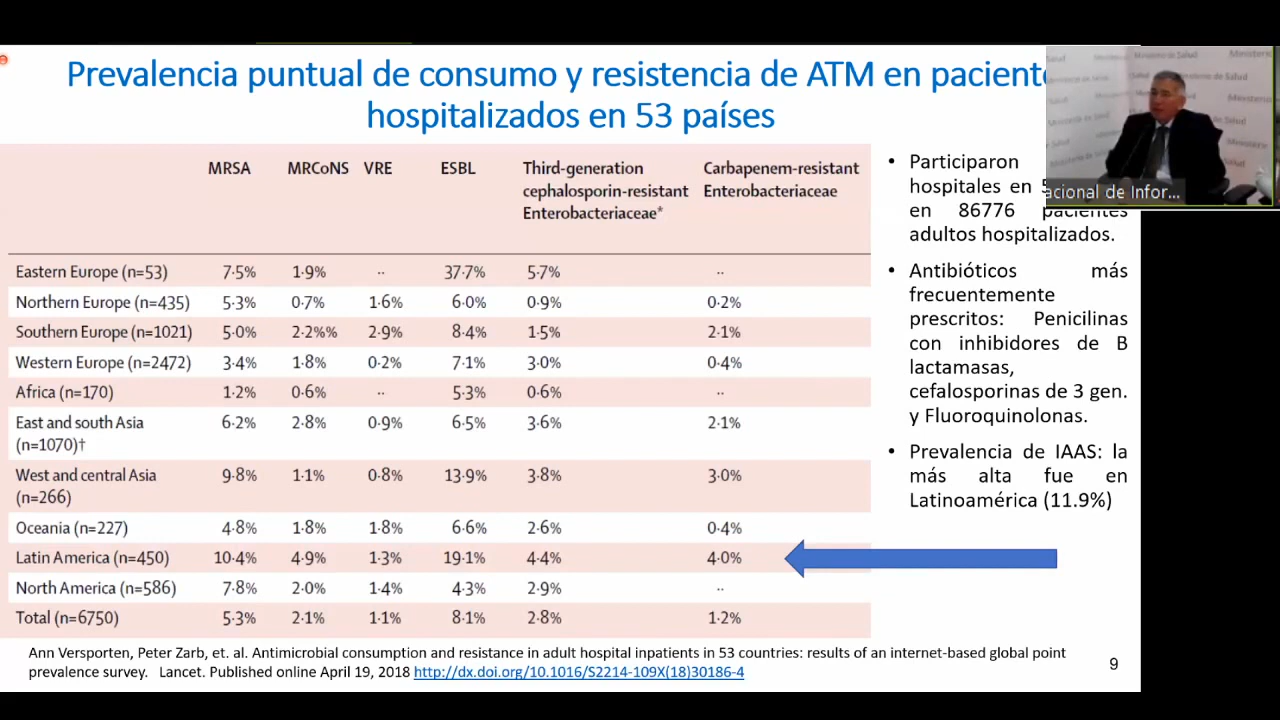 Prevalencia puntual de consumo y resistencia de ATM en
hospitalizados en 53 países
MRSA MRCoNS VRE ESBL Third-generation cephalosporin-resistant Enterobacteriaceae* Carbapenem-resistant Enterobacteriaceae
Eastern Europe (n=53) 7·5% 1·9% ·· 37·7% 5·7% ··
Northern Europe (n=435) 5·3% 0·7% 1·6% 6·0% 0·9% 0·2%
Southern Europe (n=1021) 5·0% 2·2%% 2·9% 8·4% 1·5% 2·1%
Western Europe (n=2472) 3·4% 1·8% 0·2% 7·1% 3·0% 0·4%
Africa (n=170) 1·2% 0·6% ·· 5·3% 0·6% ··
East and south Asia (n=1070)† 6·2% 2·8% 0·9% 6·5% 3·6% 2·1%
West and central Asia (n=266) 9·8% 1·1% 0·8% 13·9% 3·8% 3·0%
Oceania (n=227) 4·8% 1·8% 1·8% 6·6% 2·6% 0·4%
Latin America (n=450) 10·4% 4·9% 1·3% 19·1% 4·4% 4·0%
North America (n=586) 7·8% 2·0% 1·4% 4·3% 2·9% ··
Total (n=6750) 5·3% 2·1% 1·1% 8·1% 2·8% 1·2%
• Participaron
hospitales en
en 86776 pacientes
adultos hospitalizados.
• Antibióticos más
frecuentemente
prescritos: Penicilinas
con inhibidores de B
lactamasas,
cefalosporinas de 3 gen.
y Fluoroquinolonas.
• Prevalencia de IAAS: la
más alta fue en
Latinoamérica (11.9%)
Ann Versporten, Peter Zarb, et. al. Antimicrobial consumption and resistance in adult hospital inpatients in 53 countries: results of an internet-based global point
prevalence survey. Lancet. Published online April 19, 2018 http://dx.doi.org/10.1016/S2214-109X(18)30186-4
9
acional de Infor...
Ministerio de Salud